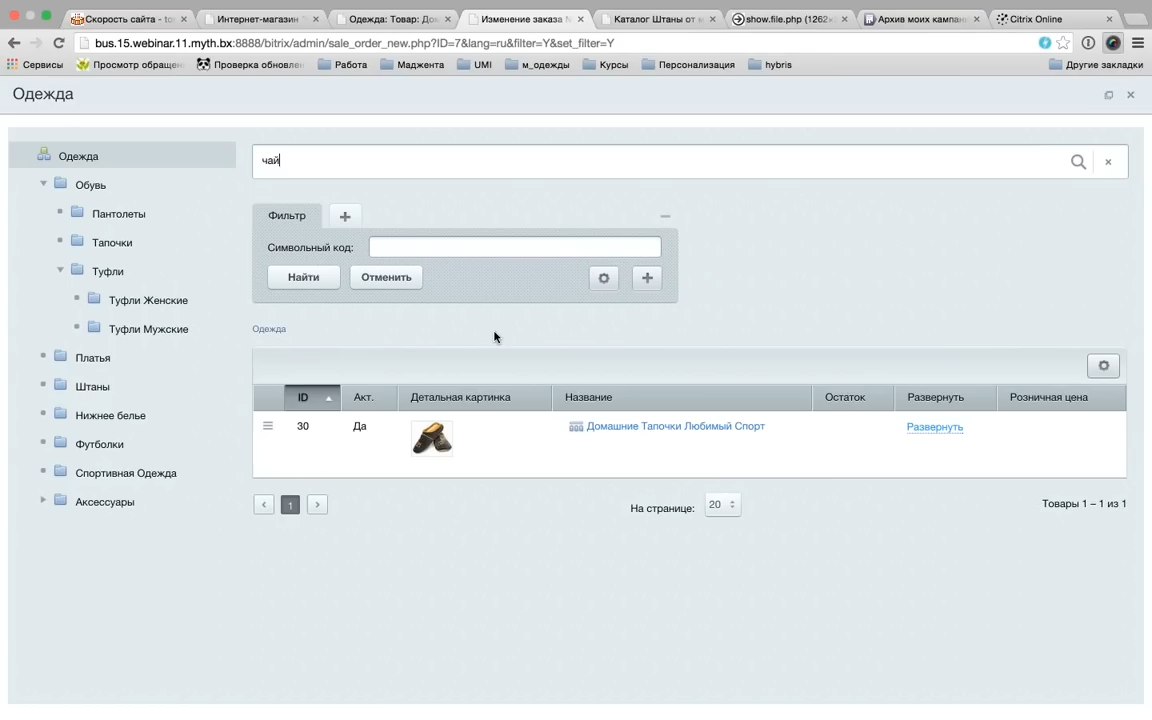 Скорость сайта - то
Интернет-магазин
Одежда: Товар: До
Изменение заказа №
Каталог Штаны от м
show.file.php (1262×
Архив моих кампан
Citrix Online
bus.15.webinar.11.myth.bx:8888/bitrix/admin/sale_order_new.php?ID=7&lang=ru&filter=Y&set_filter=Y
Сервисы
Просмотр обращен
Проверка обновлен
Работа
Маджента
UMI
м_одежды
Курсы
Персонализация
hybris
Другие закладки
Одежда
Одежда
Обувь
Пантолеты
Тапочки
Туфли
Туфли Женские
Туфли Мужские
Платья
Штаны
Нижнее белье
Футболки
Спортивная Одежда
Аксессуары
чай
Фильтр
Символьный код:
Найти Отменить
Одежда
ID Акт. Детальная картинка Название Остаток Развернуть Розничная цена
30 Да Домашние Тапочки Любимый Спорт Развернуть
1 На странице: 20 Товары 1 – 1 из 1